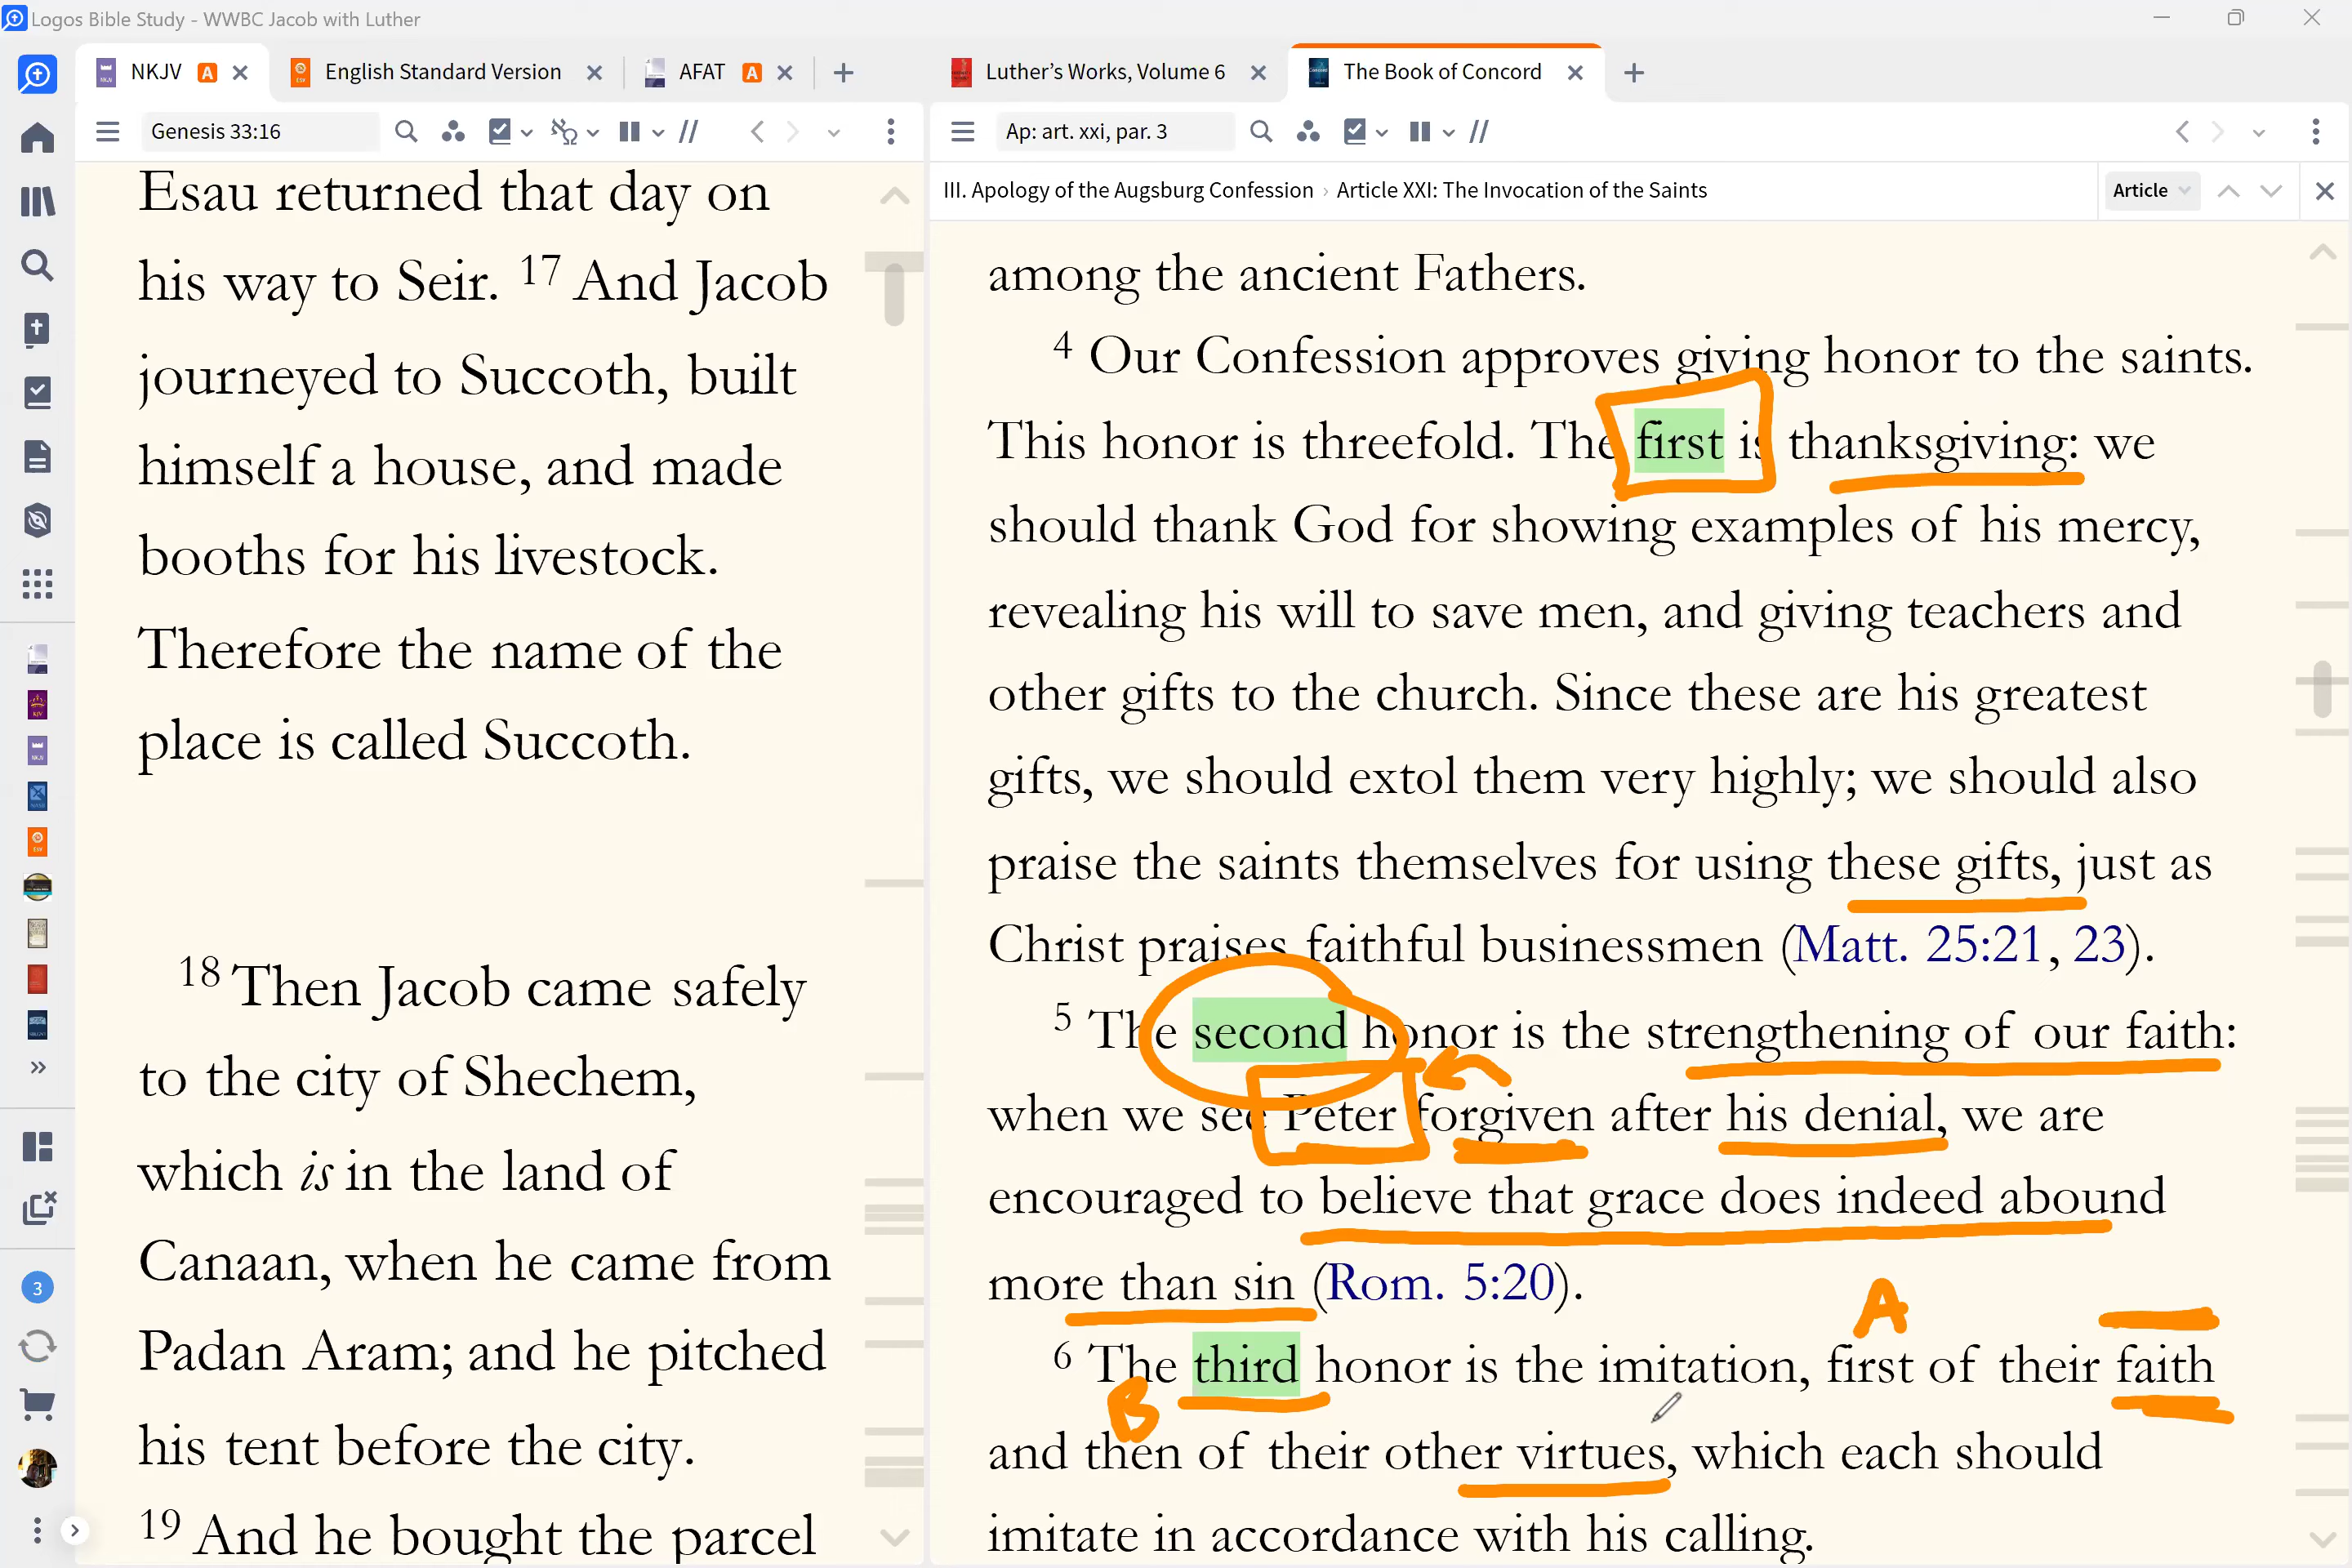 Logos Bible Study - WWBC Jacob with Luther
NKJV A
English Standard Version
AFAT A
Luther's Works, Volume 6
The Book of Concord
Genesis 33:16
Ap: art. xxi, par. 3
III. Apology of the Augsburg Confession › Article XXI: The Invocation of the Saints
Article
Esau returned that day on
his way to Seir. 17 And Jacob
journeyed to Succoth, built
himself a house, and made
booths for his livestock.
Therefore the name of the
place is called Succoth.
18 Then Jacob came safely
to the city of Shechem,
which is in the land of
Canaan, when he came from
Padan Aram; and he pitched
his tent before the city.
19 And he bought the parcel
among the ancient Fathers.
4 Our Confession approves giving honor to the saints.
This honor is threefold. The first is thanksgiving: we
should thank God for showing examples of his mercy,
revealing his will to save men, and giving teachers and
other gifts to the church. Since these are his greatest
gifts, we should extol them very highly; we should also
praise the saints themselves for using these gifts, just as
Christ praises faithful businessmen (Matt. 25:21, 23).
5 The second honor is the strengthening of our faith:
when we see Peter forgiven after his denial, we are
encouraged to believe that grace does indeed abound
more than sin (Rom. 5:20).
A
6 The third honor is the imitation, first of their faith
B
and then of their other virtues, which each should
imitate in accordance with his calling.
3